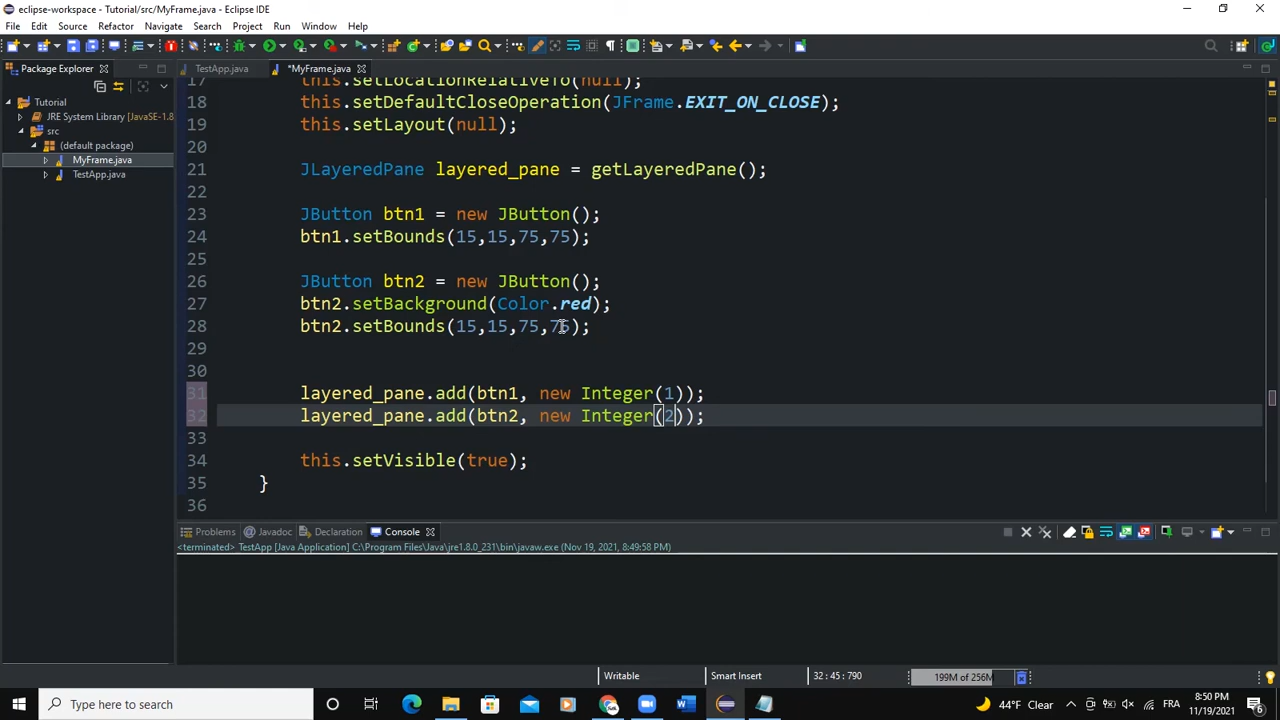 eclipse-workspace - Tutorial/src/MyFrame.java - Eclipse IDE
File Edit Source Refactor Navigate Search Project Run Window Help
Package Explorer
TestApp.java
*MyFrame.java
Tutorial
JRE System Library [JavaSE-1.8
src
(default package)
MyFrame.java
TestApp.java
17 this.setLocationRelativeTo(null);
18 this.setDefaultCloseOperation(JFrame.EXIT_ON_CLOSE);
19 this.setLayout(null);
20
21 JLayeredPane layered_pane = getLayeredPane();
22
23 JButton btn1 = new JButton();
24 btn1.setBounds(15,15,75,75);
25
26 JButton btn2 = new JButton();
27 btn2.setBackground(Color.red);
28 btn2.setBounds(15,15,75,75);
29
30
31 layered_pane.add(btn1, new Integer(1));
32 layered_pane.add(btn2, new Integer(2));
33
34 this.setVisible(true);
35 }
36
Problems Javadoc Declaration Console
<terminated> TestApp [Java Application] C:\Program Files\Java\jre1.8.0_231\bin\javaw.exe (Nov 19, 2021, 8:49:58 PM)
Writable Smart Insert 32 : 45 : 790 199M of 256M
Type here to search
44°F Clear
FRA
8:50 PM
11/19/2021
6